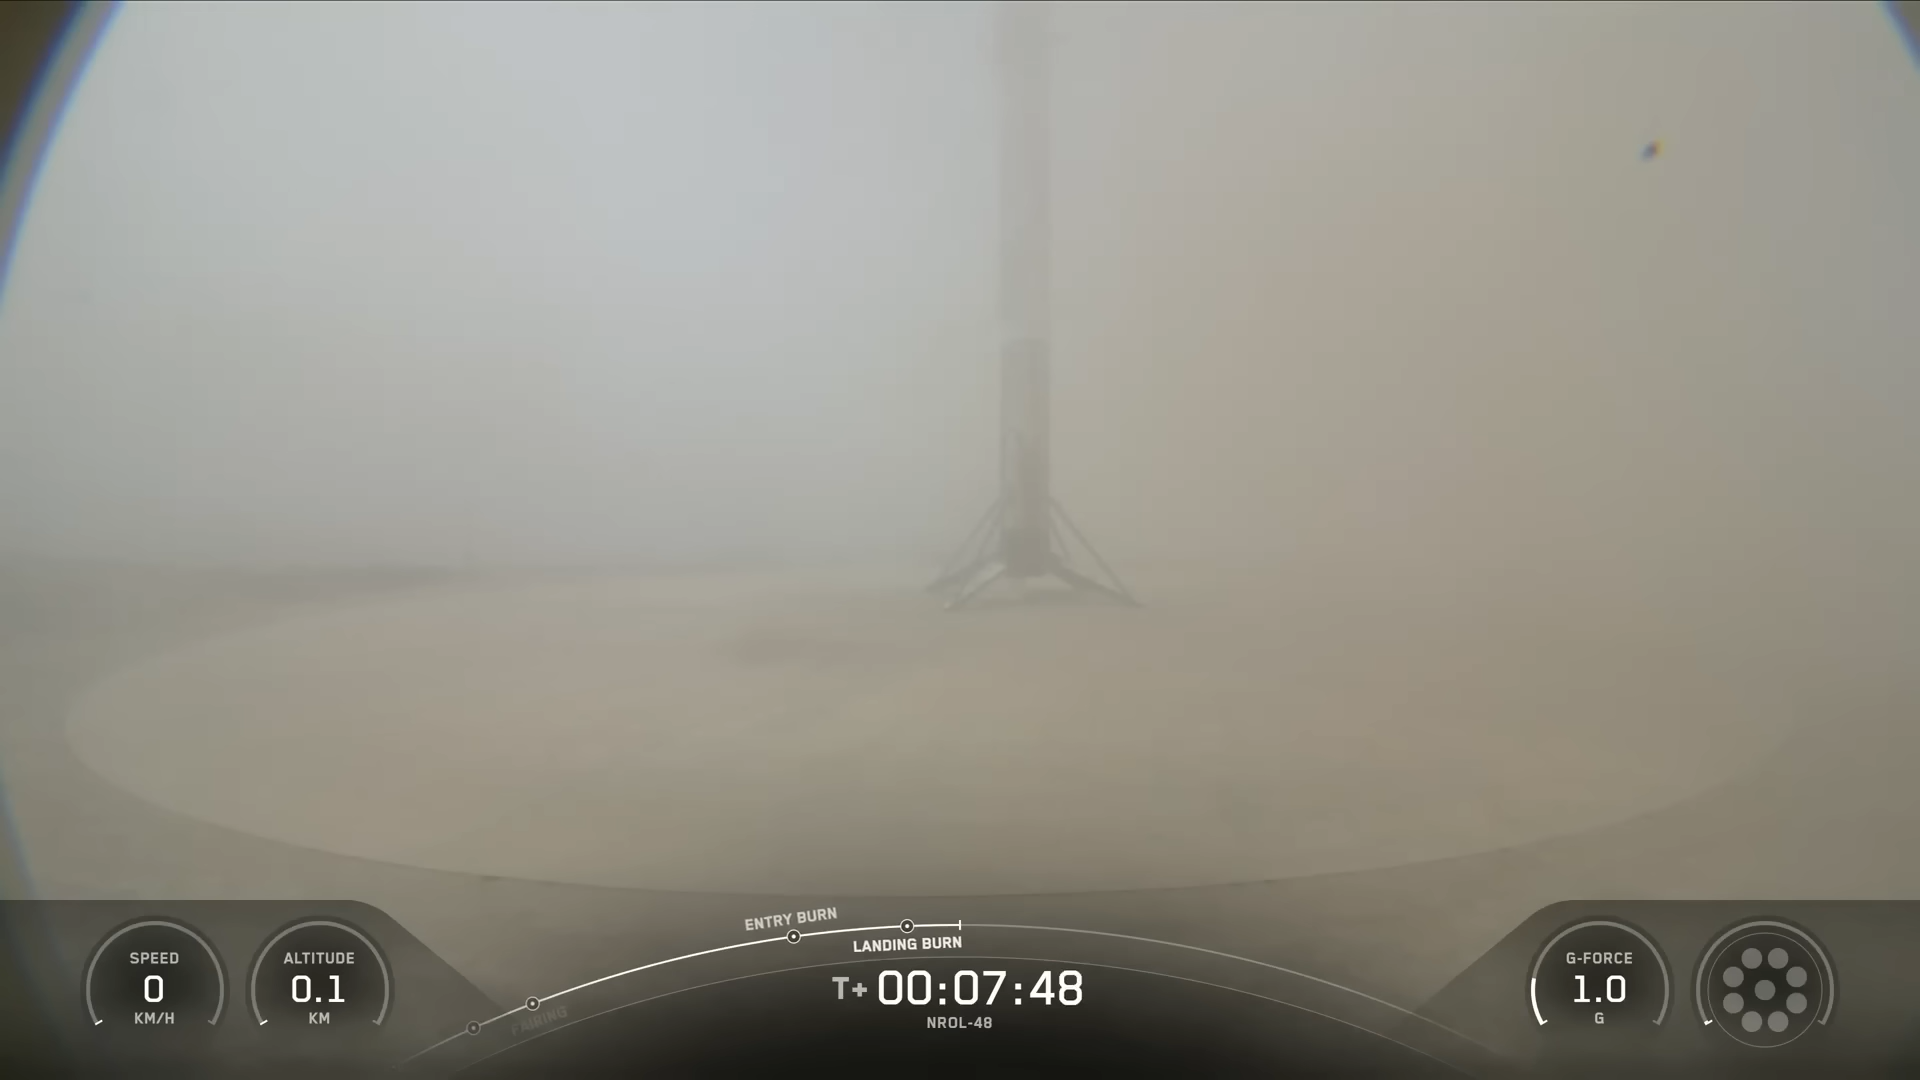 ENTRY BURN
LANDING BURN
FAIRING
SPEED
0
KM/H
ALTITUDE
0.1
KM
T+ 00:07:48
NROL-48
G-FORCE
1.0
G